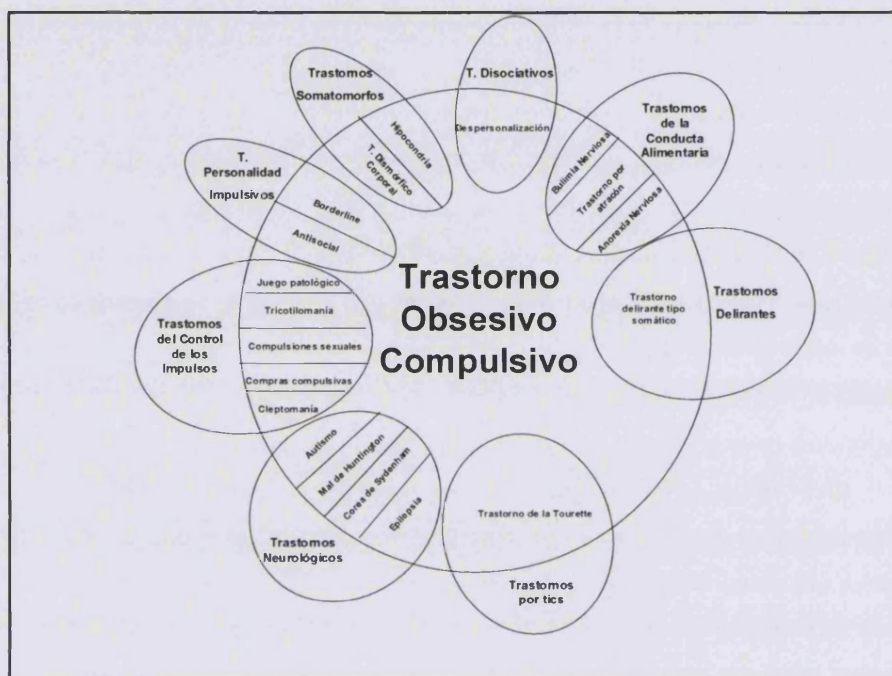 T. Disociativos
Despersonalización
Trastornos
Somatomorfos
Hipocondria
T. Dismórfico
Corporal
Trastornos
de la
Conducta
Alimentaria
Bulimia Nerviosa
Trastorno por
atracón
Anorexia Nerviosa
T.
Personalidad
Impulsivos
Borderline
Antisocial
Trastorno
Obsesivo
Compulsivo
Trastorno
delirante tipo
somático
Trastornos
Delirantes
Trastornos
del Control
de los
Impulsos
Juego patológico
Tricotilomanía
Compulsiones sexuales
Compras compulsivas
Cleptomanía
Autismo
Mal de Huntington
Corea de Sydenham
Epilepsia
Trastornos
Neurológicos
Trastorno de la Tourette
Trastornos
por tics